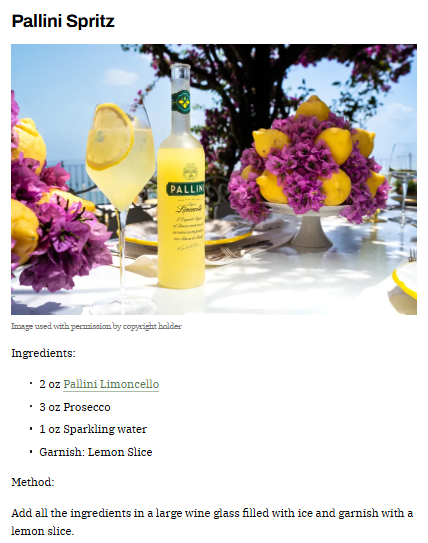 Pallini Spritz
PALLINI
Limoncello
Image used with permission by copyright holder
Ingredients:
• 2 oz Pallini Limoncello
• 3 oz Prosecco
• 1 oz Sparkling water
• Garnish: Lemon Slice
Method:
Add all the ingredients in a large wine glass filled with ice and garnish with a
lemon slice.